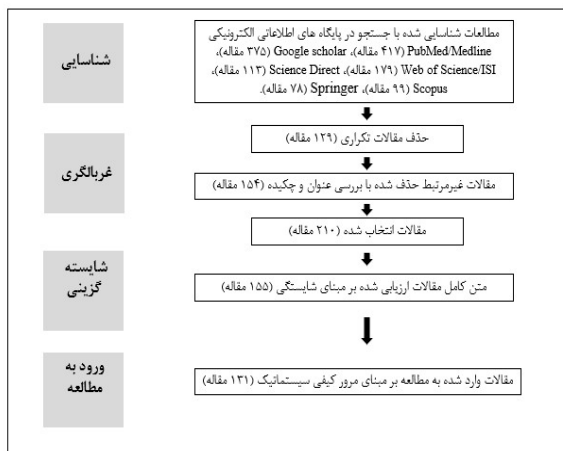 شناسایی
مطالعات شناسایی شده با جستجو در پایگاه های اطلاعاتی الکترونیکی
PubMed/Medline (۴۱۷ مقاله)، Google scholar (۳۷۵ مقاله)،
Web of Science/ISI (۱۷۹ مقاله)، Science Direct (۱۱۳ مقاله)،
Scopus (۹۹ مقاله)، Springer (۷۸ مقاله).
غربالگری
حذف مقالات تکراری (۱۲۹ مقاله)
مقالات غیرمرتبط حذف شده با بررسی عنوان و چکیده (۱۵۴ مقاله)
مقالات انتخاب شده (۲۱۰ مقاله)
شایسته
گزینی
متن کامل مقالات ارزیابی شده بر مبنای شایستگی (۱۵۵ مقاله)
ورود به
مطالعه
مقالات وارد شده به مطالعه بر مبنای مرور کیفی سیستماتیک (۱۳۱ مقاله)